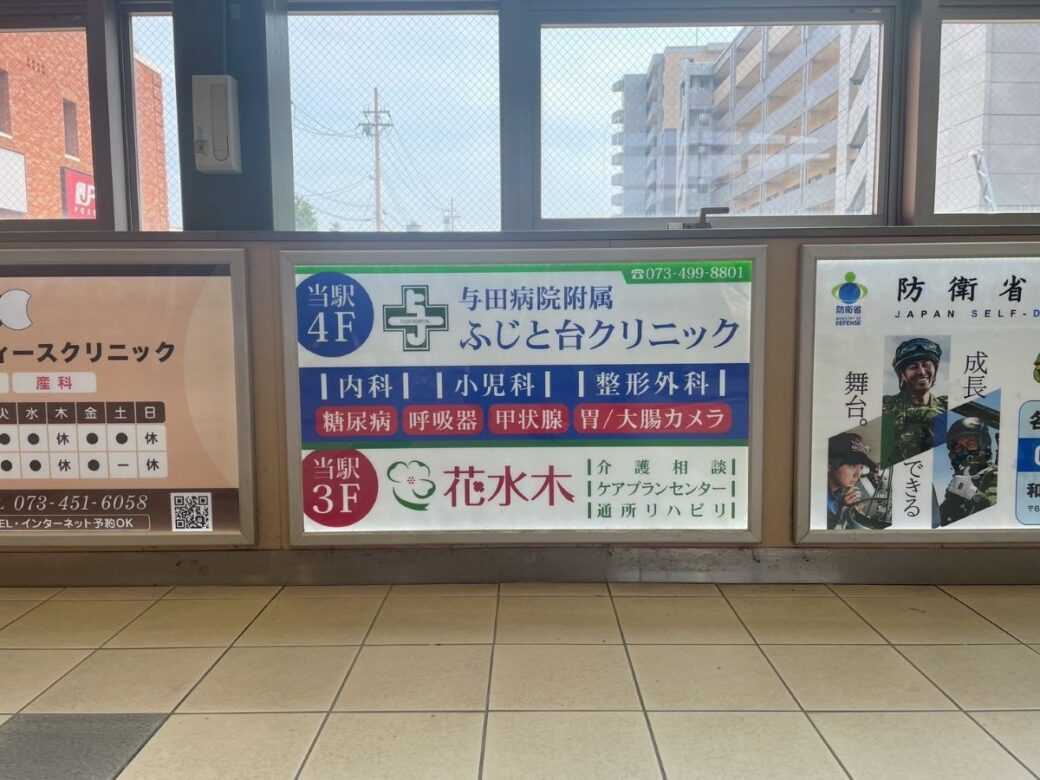 JP
POST
ィースクリニック
産科
火 水 木 金 土 日
● ● 休 ● ● 休
● ● 休 ● ー 休
073-451-6058
EL・インターネット予約OK
当駅
4F
与田病院附属
ふじと台クリニック
☎073-499-8801
内科 小児科 整形外科
糖尿病 呼吸器 甲状腺 胃/大腸カメラ
当駅
3F
花水木
介護相談
ケアプランセンター
通所リハビリ
防衛省
MINISTRY OF
DEFENSE
防衛省
JAPAN SELF-D
成長
できる
舞台。
和